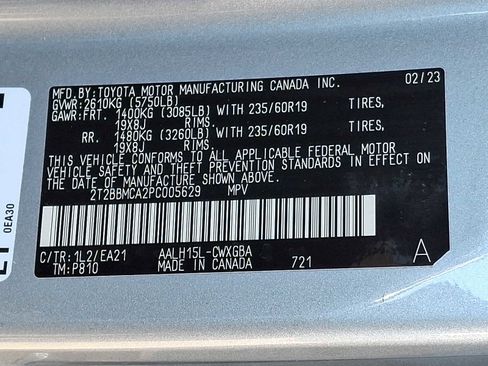 MFD.BY:TOYOTA MOTOR MANUFACTURING CANADA INC. 02/23
GVWR:2610KG (5750LB)
GAWR:FRT. 1400KG (3085LB) WITH 235/60R19 TIRES,
19X8J RIMS.
RR. 1480KG (3260LB) WITH 235/60R19 TIRES,
19X8J RIMS.
THIS VEHICLE CONFORMS TO ALL APPLICABLE FEDERAL MOTOR
VEHICLE SAFETY AND THEFT PREVENTION STANDARDS IN EFFECT ON
THE DATE OF MANUFACTURE SHOWN ABOVE.
2T2BBMCA2PC005629 MPV
C/TR:1L2/EA21 AALH15L-CWXGBA A
TM:P810 MADE IN CANADA 721
0EA30